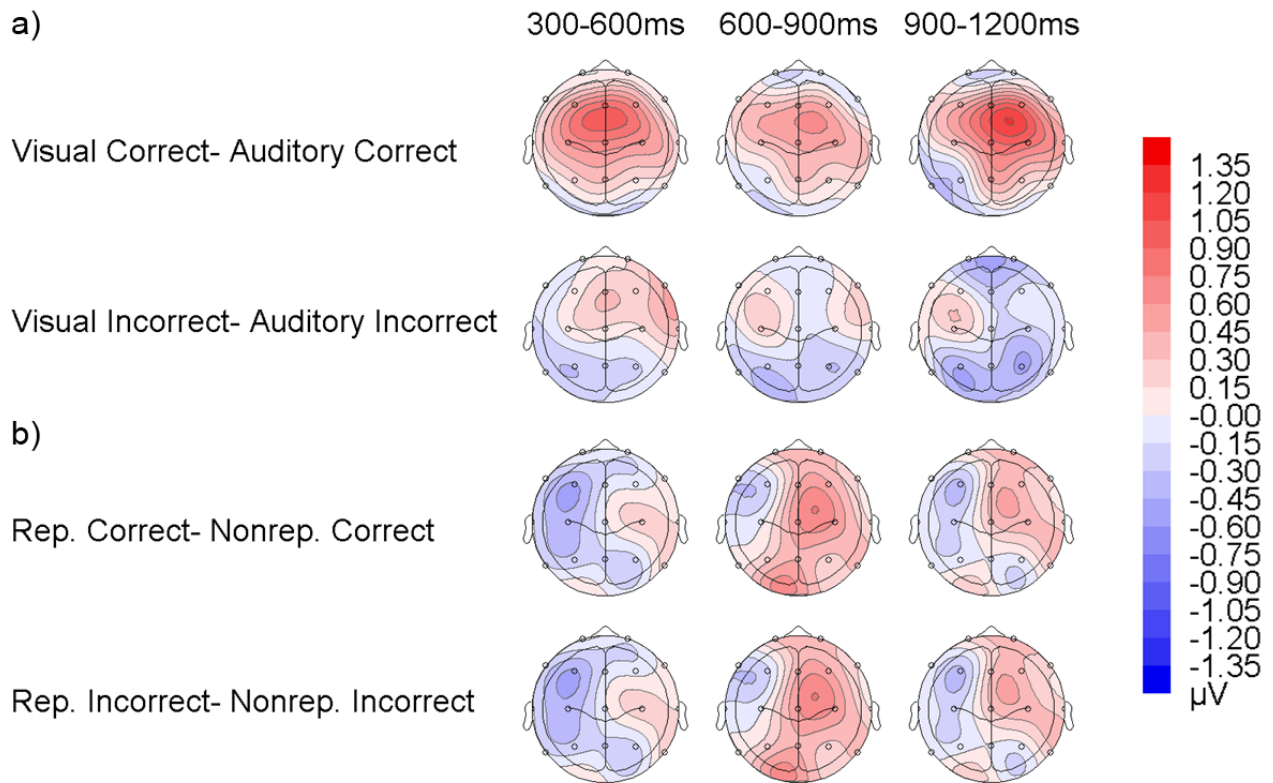 a)
300-600ms 600-900ms 900-1200ms
Visual Correct- Auditory Correct
Visual Incorrect- Auditory Incorrect
b)
Rep. Correct- Nonrep. Correct
Rep. Incorrect- Nonrep. Incorrect
1.35
1.20
1.05
0.90
0.75
0.60
0.45
0.30
0.15
-0.00
-0.15
-0.30
-0.45
-0.60
-0.75
-0.90
-1.05
-1.20
-1.35
µV